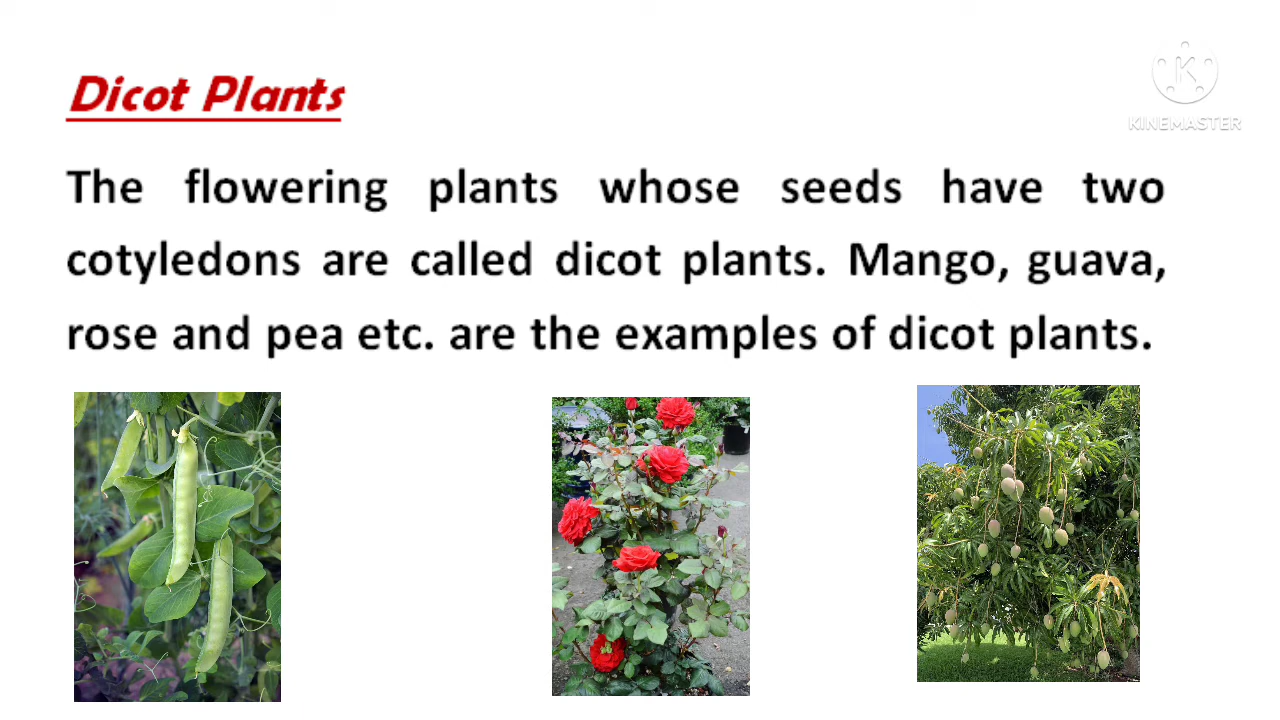 Dicot Plants
KINEMASTER
The flowering plants whose seeds have two
cotyledons are called dicot plants. Mango, guava,
rose and pea etc. are the examples of dicot plants.